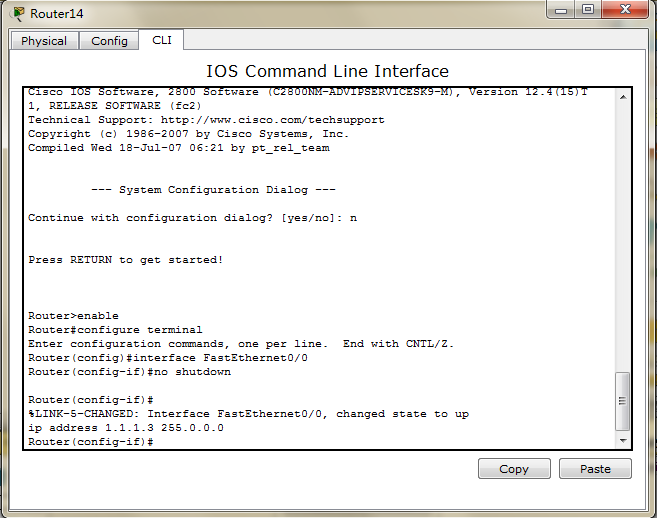 Router14
Physical Config CLI
IOS Command Line Interface
Cisco IOS Software, 2800 Software (C2800NM-ADVIPSERVICESK9-M), Version 12.4(15)T
1, RELEASE SOFTWARE (fc2)
Technical Support: http://www.cisco.com/techsupport
Copyright (c) 1986-2007 by Cisco Systems, Inc.
Compiled Wed 18-Jul-07 06:21 by pt_rel_team
--- System Configuration Dialog ---
Continue with configuration dialog? [yes/no]: n
Press RETURN to get started!
Router>enable
Router#configure terminal
Enter configuration commands, one per line.  End with CNTL/Z.
Router(config)#interface FastEthernet0/0
Router(config-if)#no shutdown
Router(config-if)#
%LINK-5-CHANGED: Interface FastEthernet0/0, changed state to up
ip address 1.1.1.3 255.0.0.0
Router(config-if)#
Copy Paste